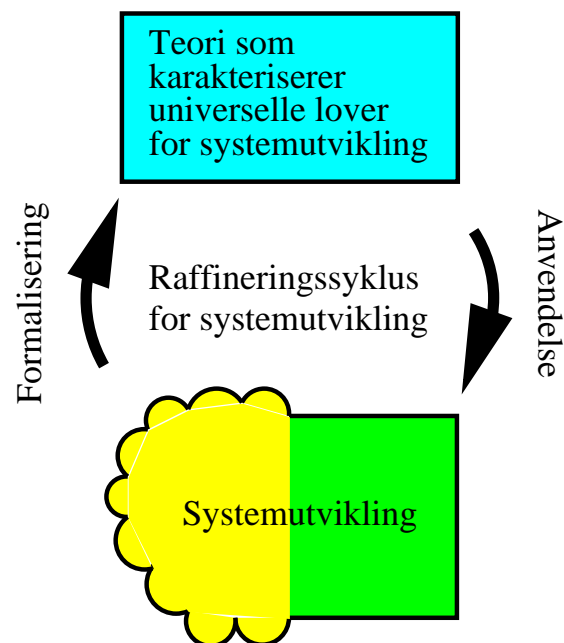 Teori som
karakteriserer
universelle lover
for systemutvikling
Formalisering
Raffineringssyklus
for systemutvikling
Anvendelse
Systemutvikling